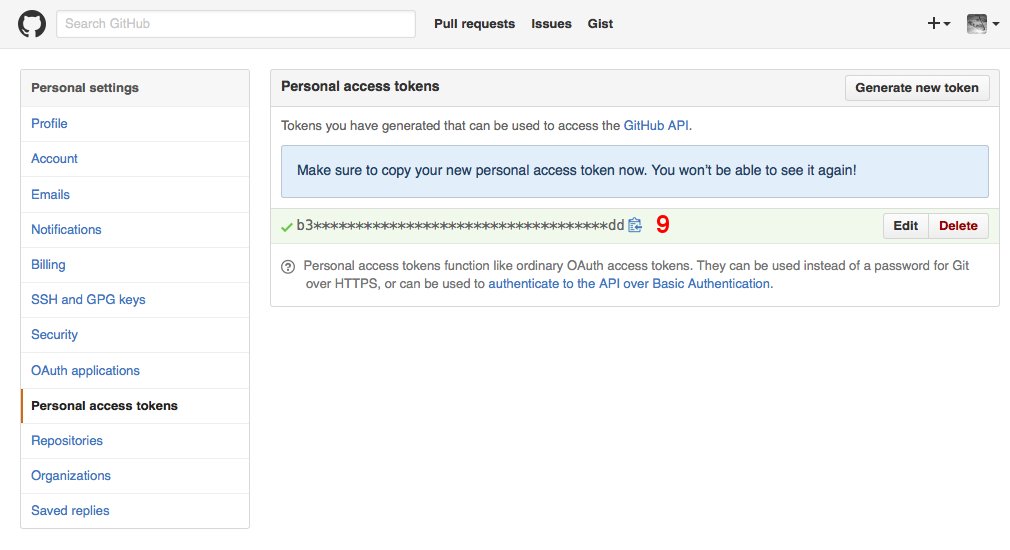 Search GitHub
Pull requests
Issues
Gist
Personal settings
Profile
Account
Emails
Notifications
Billing
SSH and GPG keys
Security
OAuth applications
Personal access tokens
Repositories
Organizations
Saved replies
Personal access tokens
Generate new token
Tokens you have generated that can be used to access the GitHub API.
Make sure to copy your new personal access token now. You won't be able to see it again!
b3************************************dd
9
Edit
Delete
Personal access tokens function like ordinary OAuth access tokens. They can be used instead of a password for Git
over HTTPS, or can be used to authenticate to the API over Basic Authentication.